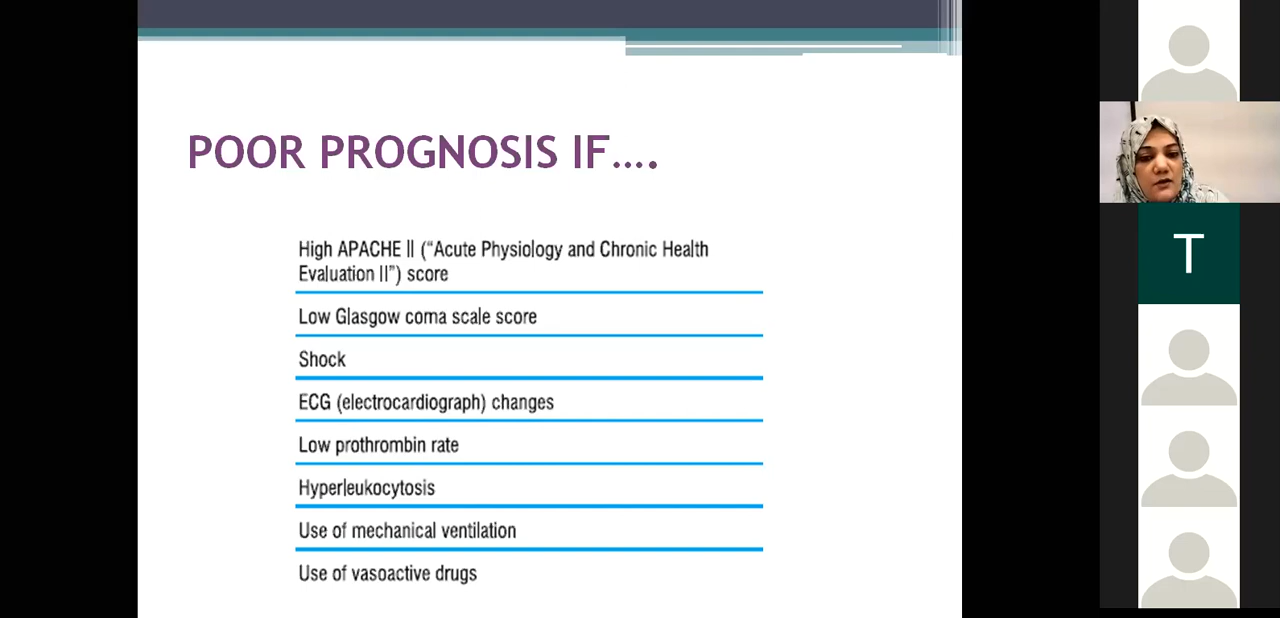 POOR PROGNOSIS IF....
High APACHE II ("Acute Physiology and Chronic Health
Evaluation II") score
Low Glasgow coma scale score
Shock
ECG (electrocardiograph) changes
Low prothrombin rate
Hyperleukocytosis
Use of mechanical ventilation
Use of vasoactive drugs
T